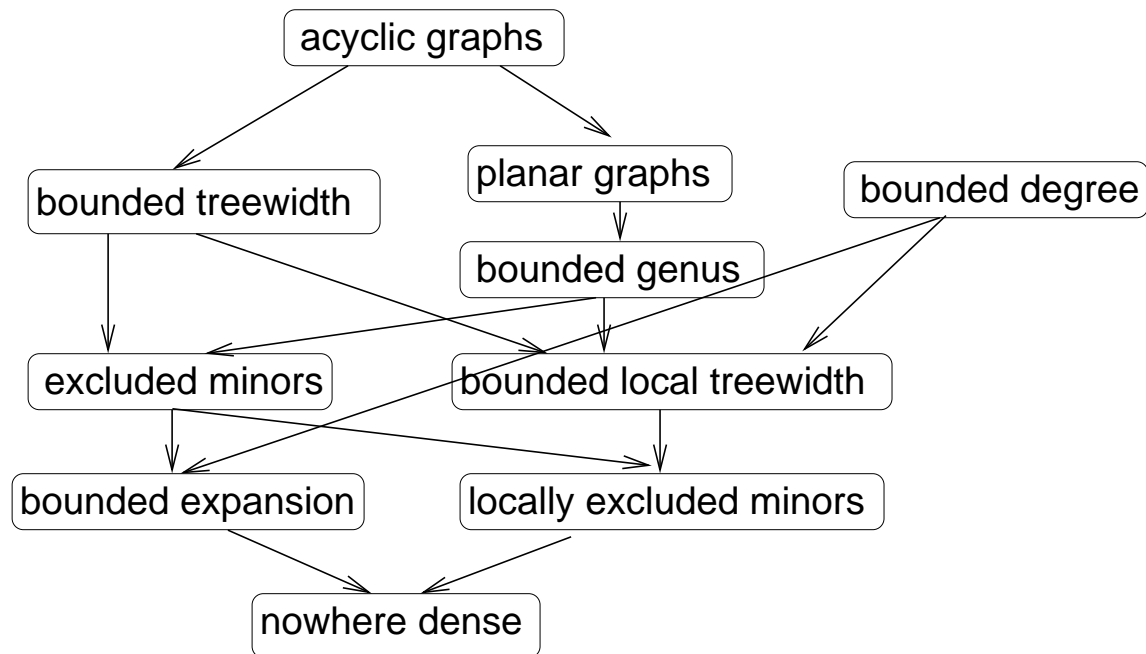 acyclic graphs
planar graphs
bounded treewidth
bounded degree
bounded genus
excluded minors
bounded local treewidth
bounded expansion
locally excluded minors
nowhere dense